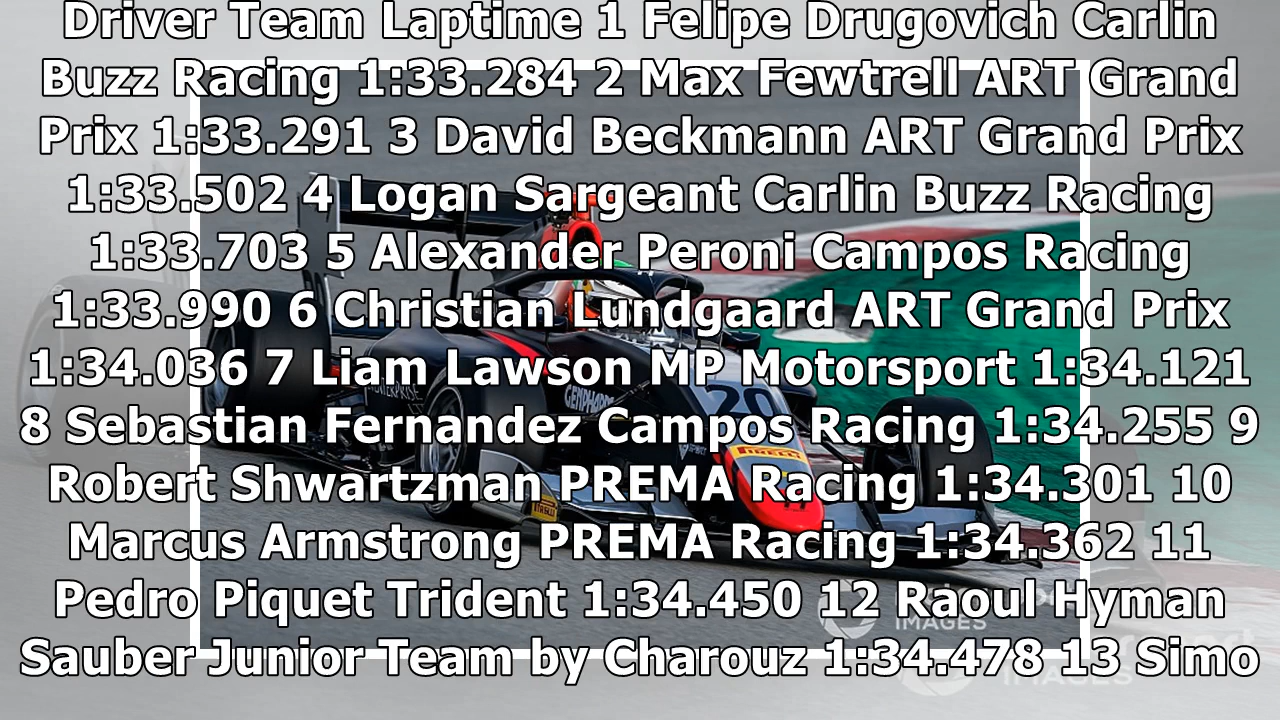 Driver Team Laptime 1 Felipe Drugovich Carlin
Buzz Racing 1:33.284 2 Max Fewtrell ART Grand
Prix 1:33.291 3 David Beckmann ART Grand Prix
1:33.502 4 Logan Sargeant Carlin Buzz Racing
1:33.703 5 Alexander Peroni Campos Racing
1:33.990 6 Christian Lundgaard ART Grand Prix
1:34.036 7 Liam Lawson MP Motorsport 1:34.121
8 Sebastian Fernandez Campos Racing 1:34.255 9
Robert Shwartzman PREMA Racing 1:34.301 10
Marcus Armstrong PREMA Racing 1:34.362 11
Pedro Piquet Trident 1:34.450 12 Raoul Hyman
Sauber Junior Team by Charouz 1:34.478 13 Simo
GENPHARM
20
PIRELLI
IMAGES
IMAGES